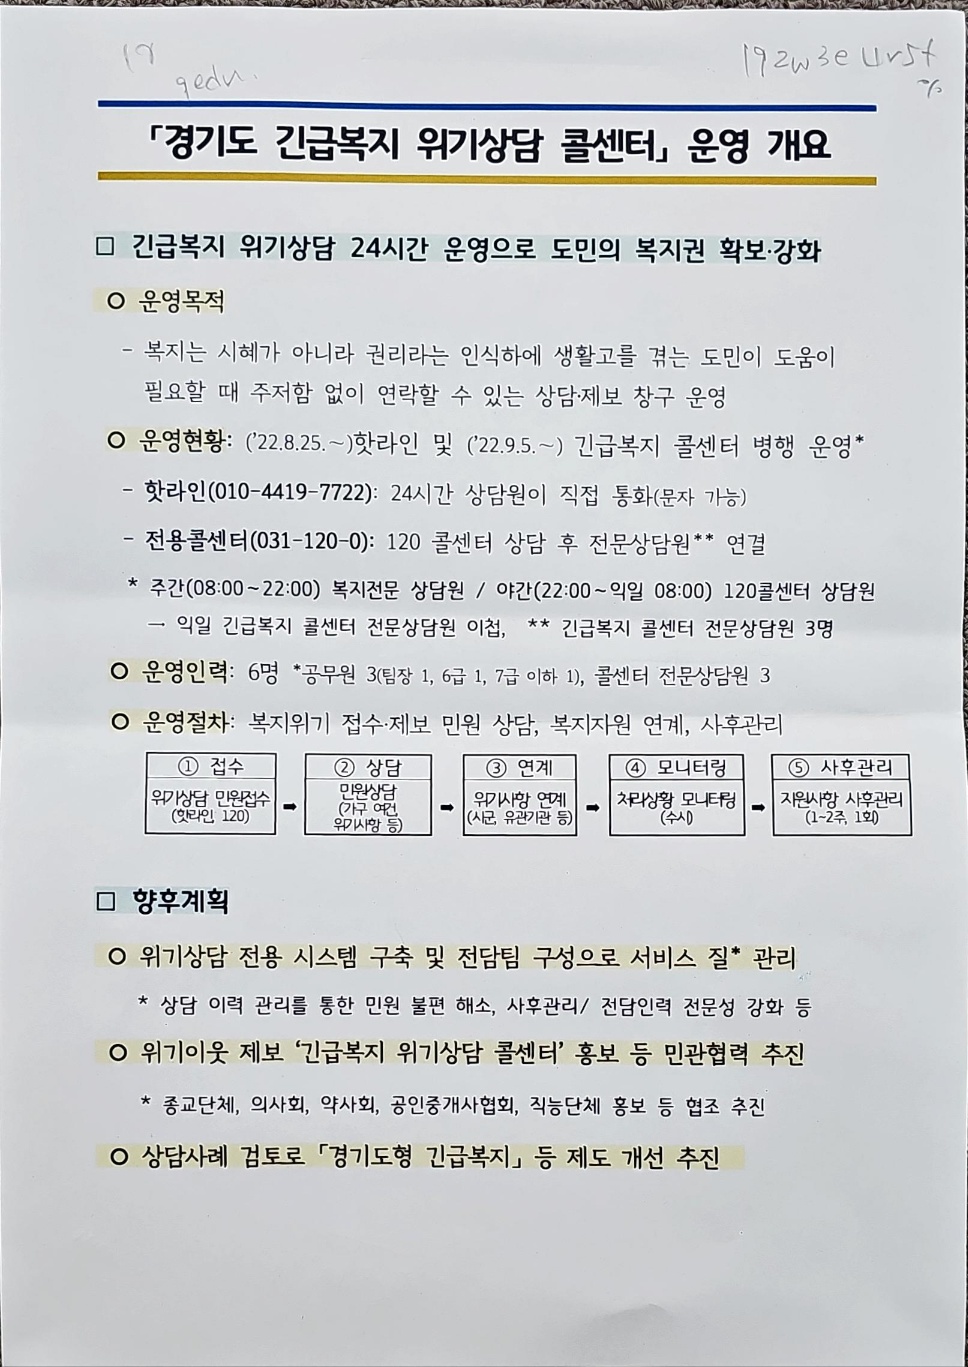 19
qedu.
192w3e4r5t
%
「경기도 긴급복지 위기상담 콜센터」 운영 개요
□ 긴급복지 위기상담 24시간 운영으로 도민의 복지권 확보·강화
○ 운영목적
- 복지는 시혜가 아니라 권리라는 인식하에 생활고를 겪는 도민이 도움이
필요할 때 주저함 없이 연락할 수 있는 상담·제보 창구 운영
○ 운영현황: ('22.8.25.~)핫라인 및 ('22.9.5.~) 긴급복지 콜센터 병행 운영*
- 핫라인(010-4419-7722): 24시간 상담원이 직접 통화(문자 가능)
- 전용콜센터(031-120-0): 120 콜센터 상담 후 전문상담원** 연결
* 주간(08:00~22:00) 복지전문 상담원 / 야간(22:00~익일 08:00) 120콜센터 상담원
→ 익일 긴급복지 콜센터 전문상담원 이첩, ** 긴급복지 콜센터 전문상담원 3명
○ 운영인력: 6명 *공무원 3(팀장 1, 6급 1, 7급 이하 1), 콜센터 전문상담원 3
○ 운영절차: 복지위기 접수·제보 민원 상담, 복지자원 연계, 사후관리
① 접수
위기상담 민원접수
(핫라인, 120)
➡
② 상담
민원상담
(가구 여건,
위기사항 등)
➡
③ 연계
위기사항 연계
(시군, 유관기관 등)
➡
④ 모니터링
처리상황 모니터링
(수시)
➡
⑤ 사후관리
지원사항 사후관리
(1~2주, 1회)
□ 향후계획
○ 위기상담 전용 시스템 구축 및 전담팀 구성으로 서비스 질* 관리
* 상담 이력 관리를 통한 민원 불편 해소, 사후관리/ 전담인력 전문성 강화 등
○ 위기이웃 제보 '긴급복지 위기상담 콜센터' 홍보 등 민관협력 추진
* 종교단체, 의사회, 약사회, 공인중개사협회, 직능단체 홍보 등 협조 추진
○ 상담사례 검토로 「경기도형 긴급복지」 등 제도 개선 추진